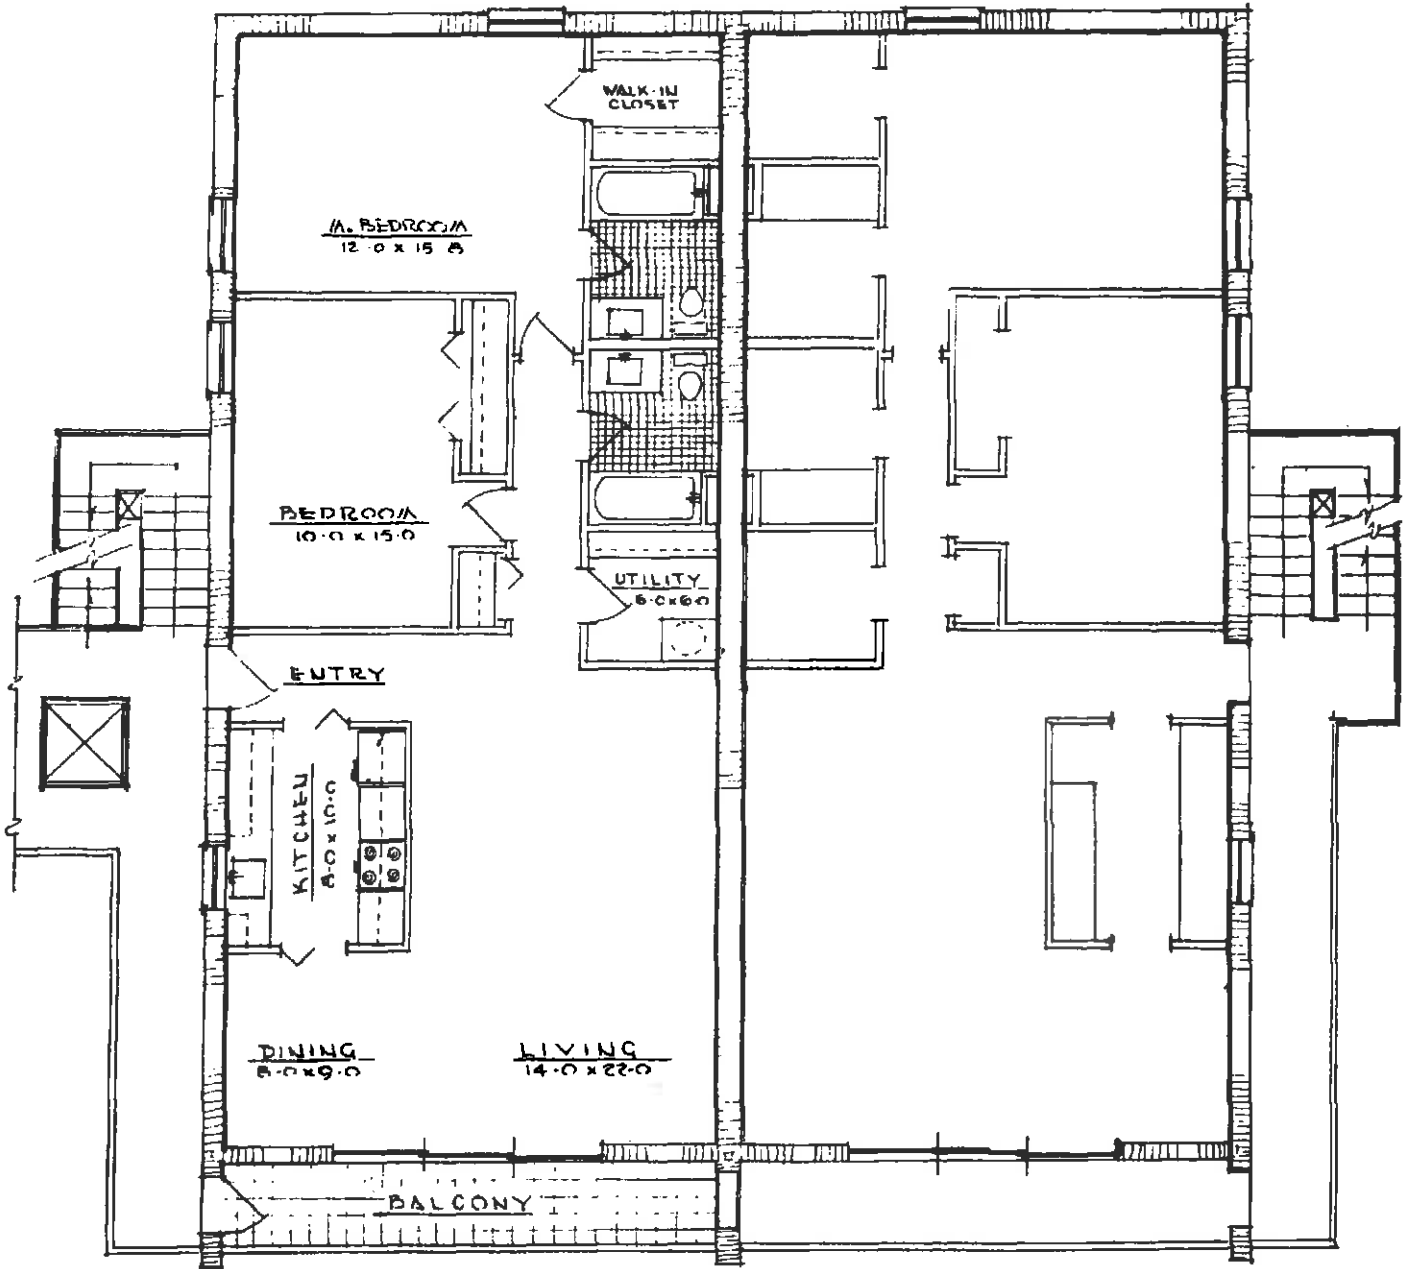 WALK-IN
CLOSET
M. BEDROOM
12-0 x 15-8
BEDROOM
10-0 x 15-0
UTILITY
6-0x6-0
ENTRY
KITCHEN
8-0 x 10-0
DINING
8-0x9-0
LIVING
14-0 x 22-0
BALCONY